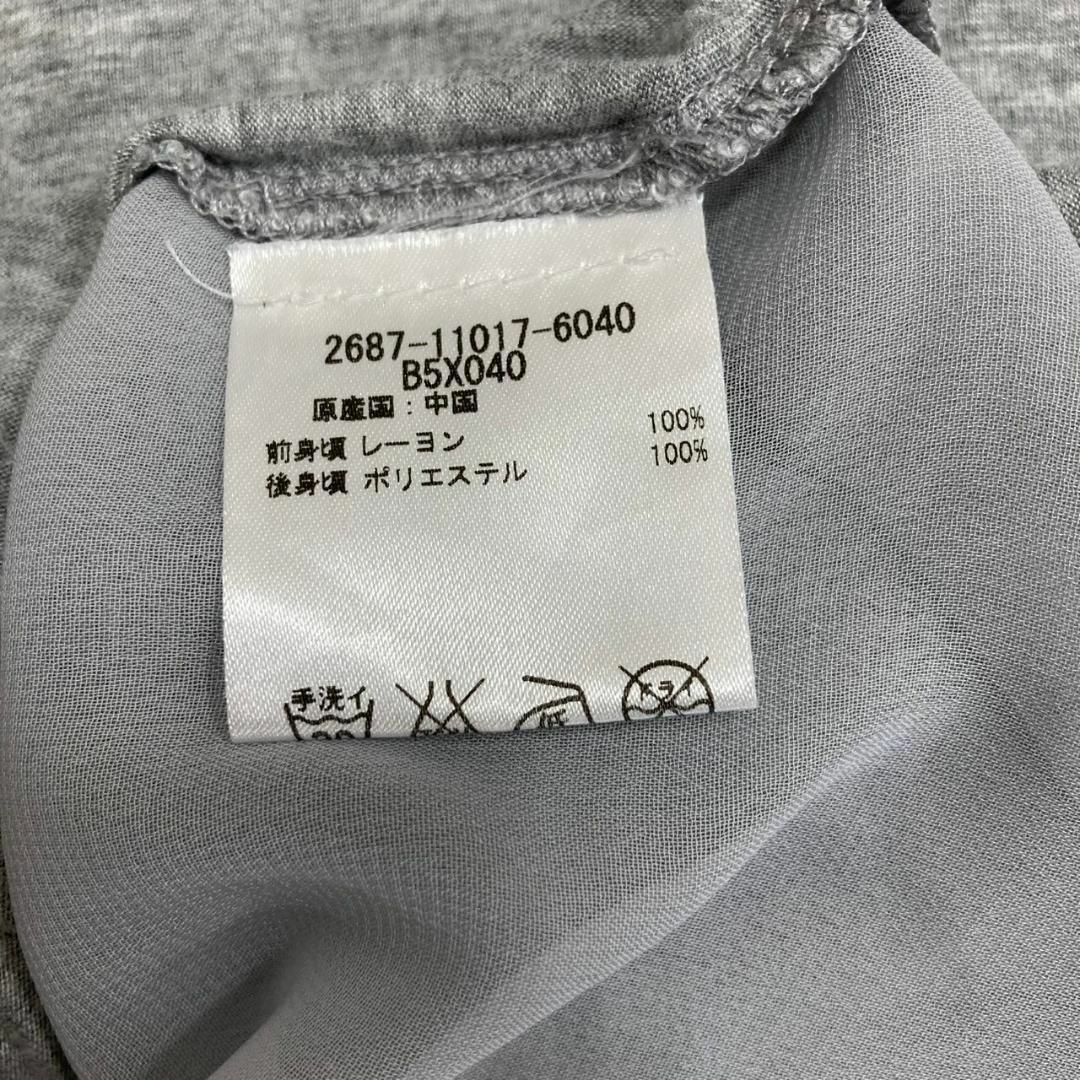 2687-11017-6040
B5X040
原産国：中国
前身頃 レーヨン 100%
後身頃 ポリエステル 100%
手洗イ
低
ドライ